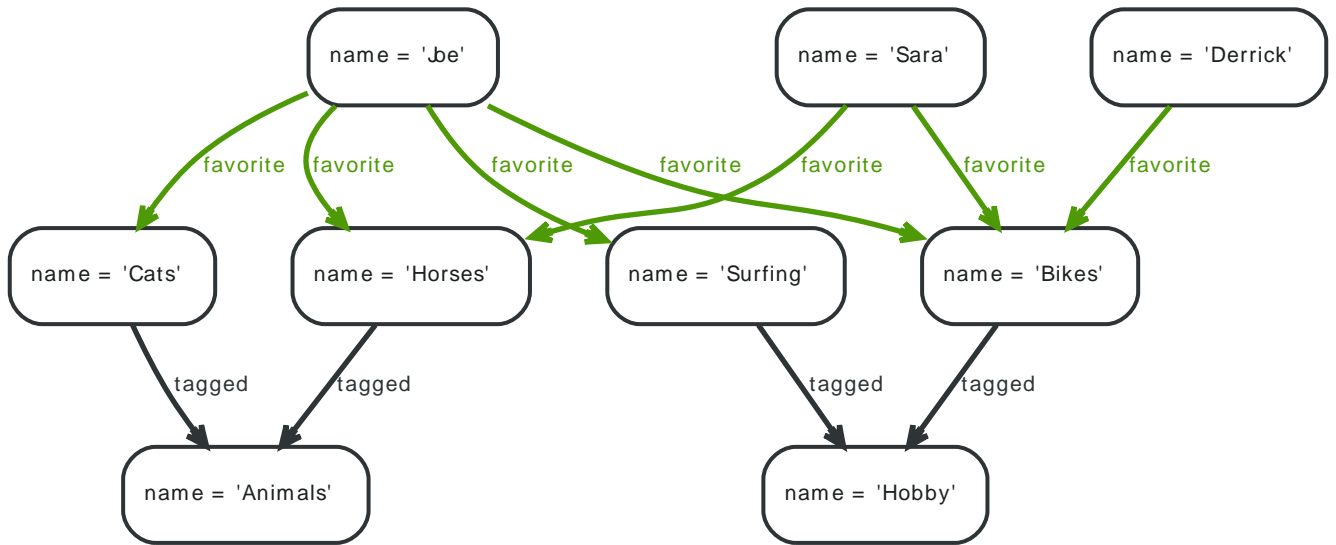 name = 'Joe'
name = 'Sara'
name = 'Derrick'
favorite
favorite
favorite
favorite
favorite
favorite
favorite
name = 'Cats'
name = 'Horses'
name = 'Surfing'
name = 'Bikes'
tagged
tagged
tagged
tagged
name = 'Animals'
name = 'Hobby'